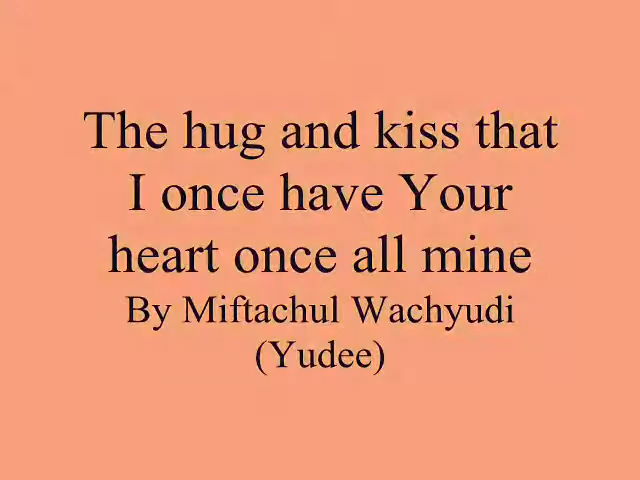 The hug and kiss that
I once have Your
heart once all mine
By Miftachul Wachyudi
(Yudee)